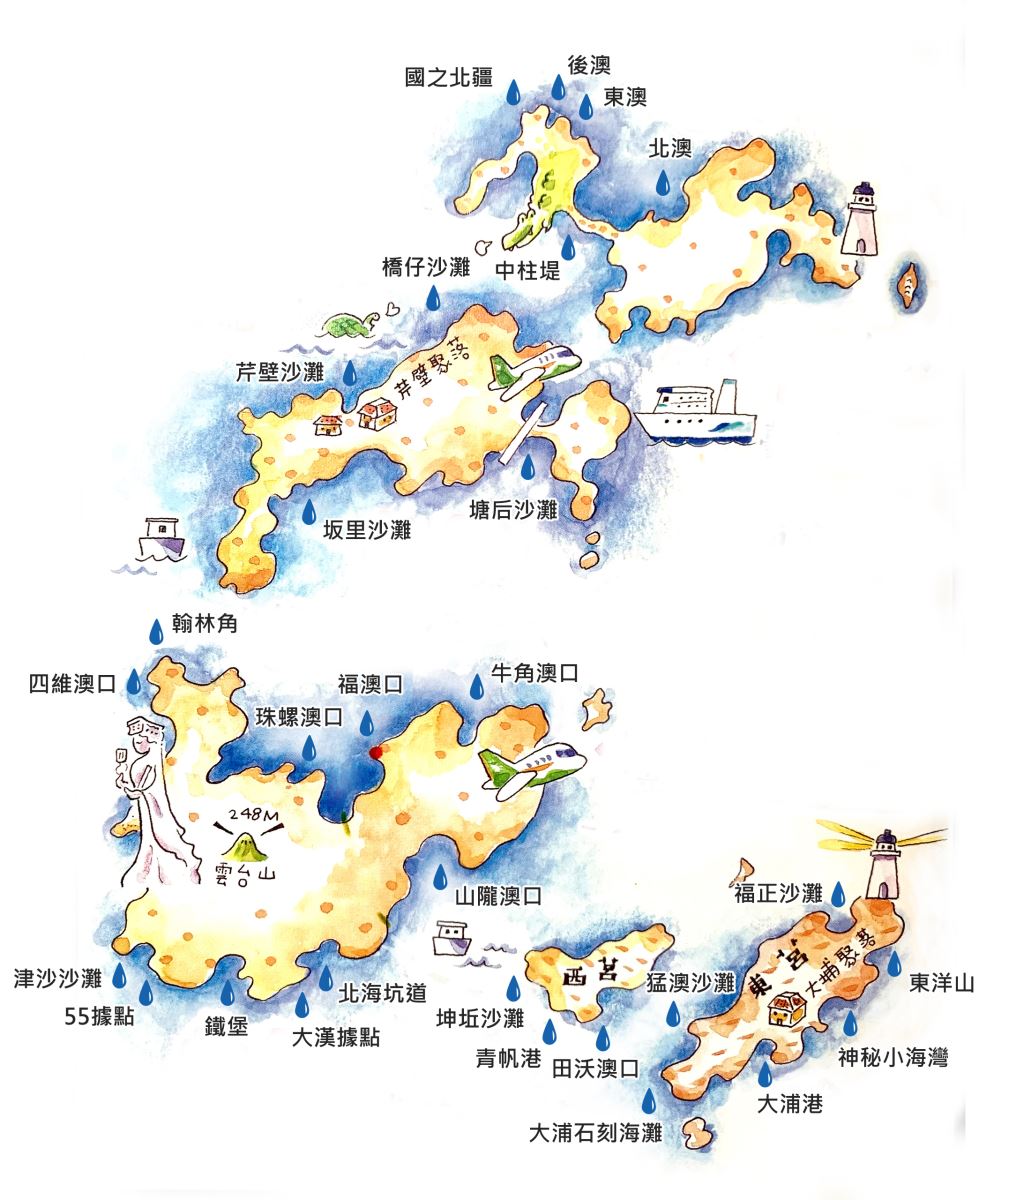 國之北疆
後澳
東澳
北澳
橋仔沙灘
中柱堤
芹壁沙灘
芹壁聚落
塘后沙灘
坂里沙灘
翰林角
四維澳口
福澳口
牛角澳口
珠螺澳口
248M
雲台山
山隴澳口
福正沙灘
津沙沙灘
55據點
鐵堡
大漢據點
北海坑道
西莒
坤坵沙灘
青帆港
田沃澳口
猛澳沙灘
東莒
大埔聚落
東洋山
神秘小海灣
大浦港
大浦石刻海灘